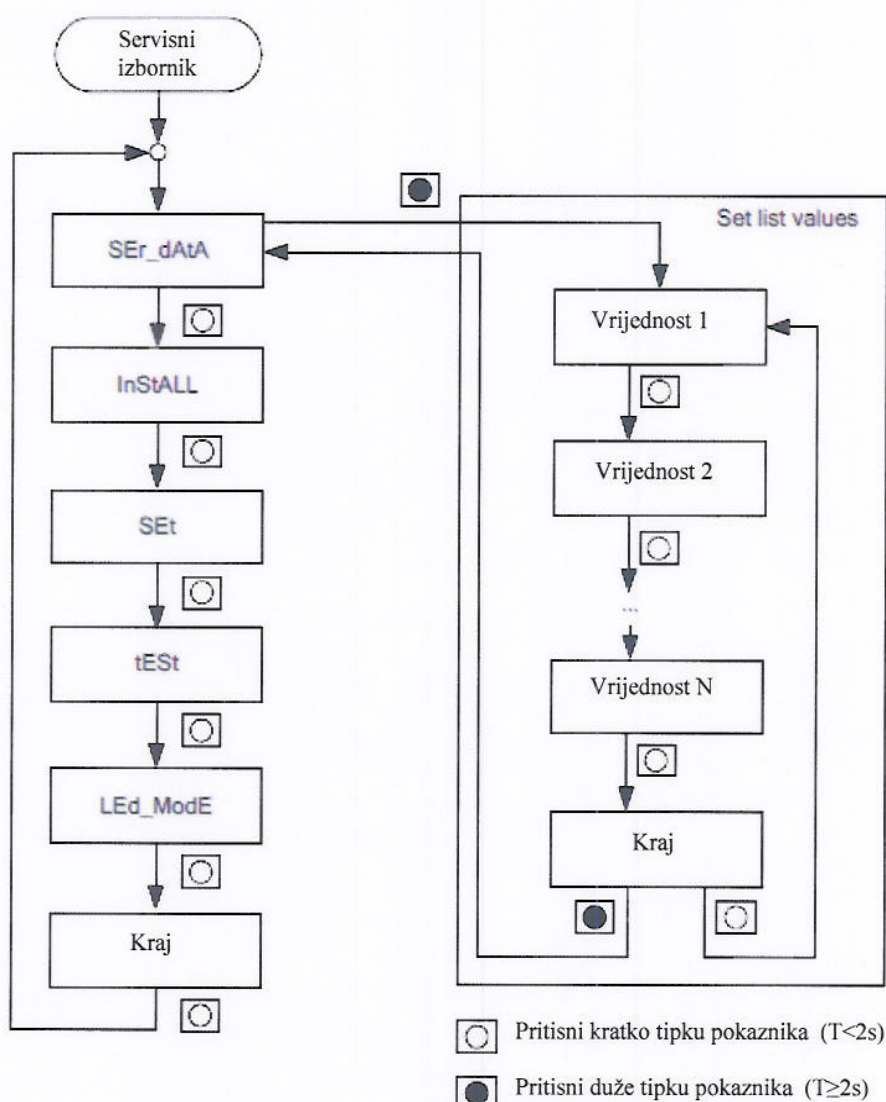 Servisni
izbornik
SEr_dAtA
InStALL
SEt
tESt
LEd_ModE
Kraj
Set list values
Vrijednost 1
Vrijednost 2
...
Vrijednost N
Kraj
Pritisni kratko tipku pokaznika (T<2s)
Pritisni duže tipku pokaznika (T≥2s)